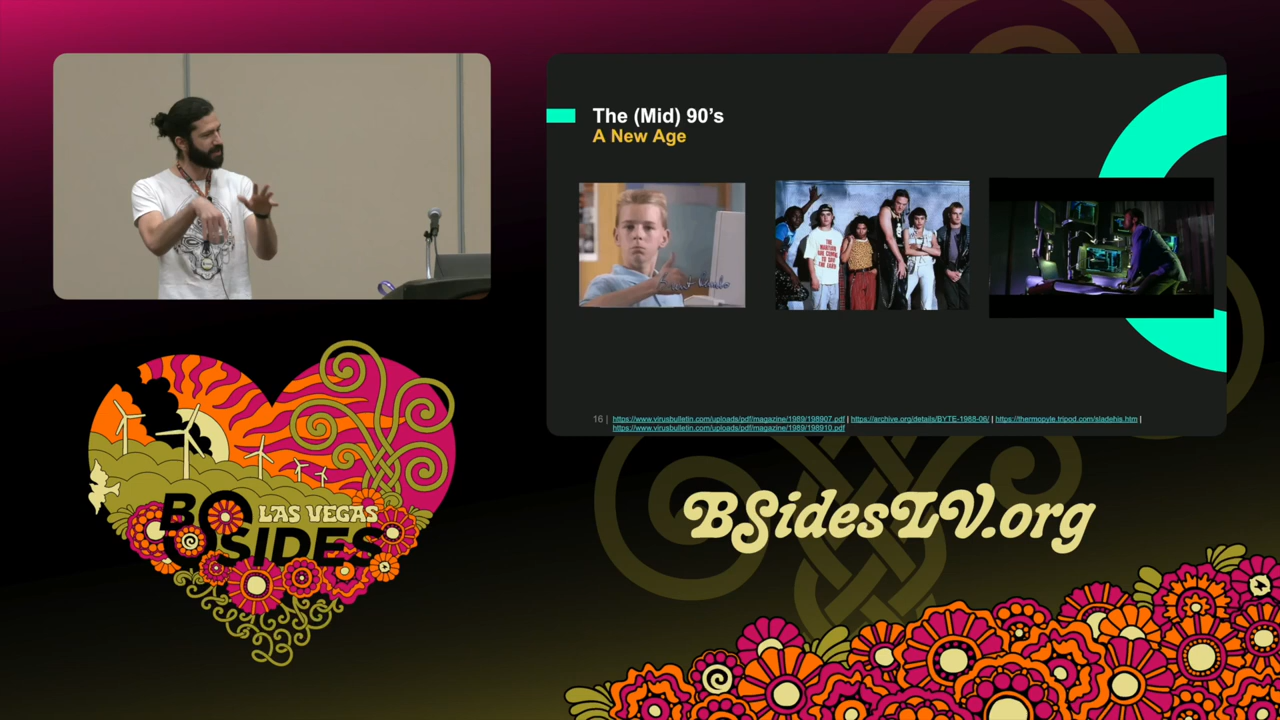 The (Mid) 90's
A New Age
16 | https://www.virusbulletin.com/uploads/pdf/magazine/1989/198907.pdf | https://archive.org/details/BYTE-1988-06/ | https://thermopyle.tripod.com/sladehis.htm |
https://www.virusbulletin.com/uploads/pdf/magazine/1989/198910.pdf
LAS VEGAS
BSIDES
BSidesLV.org